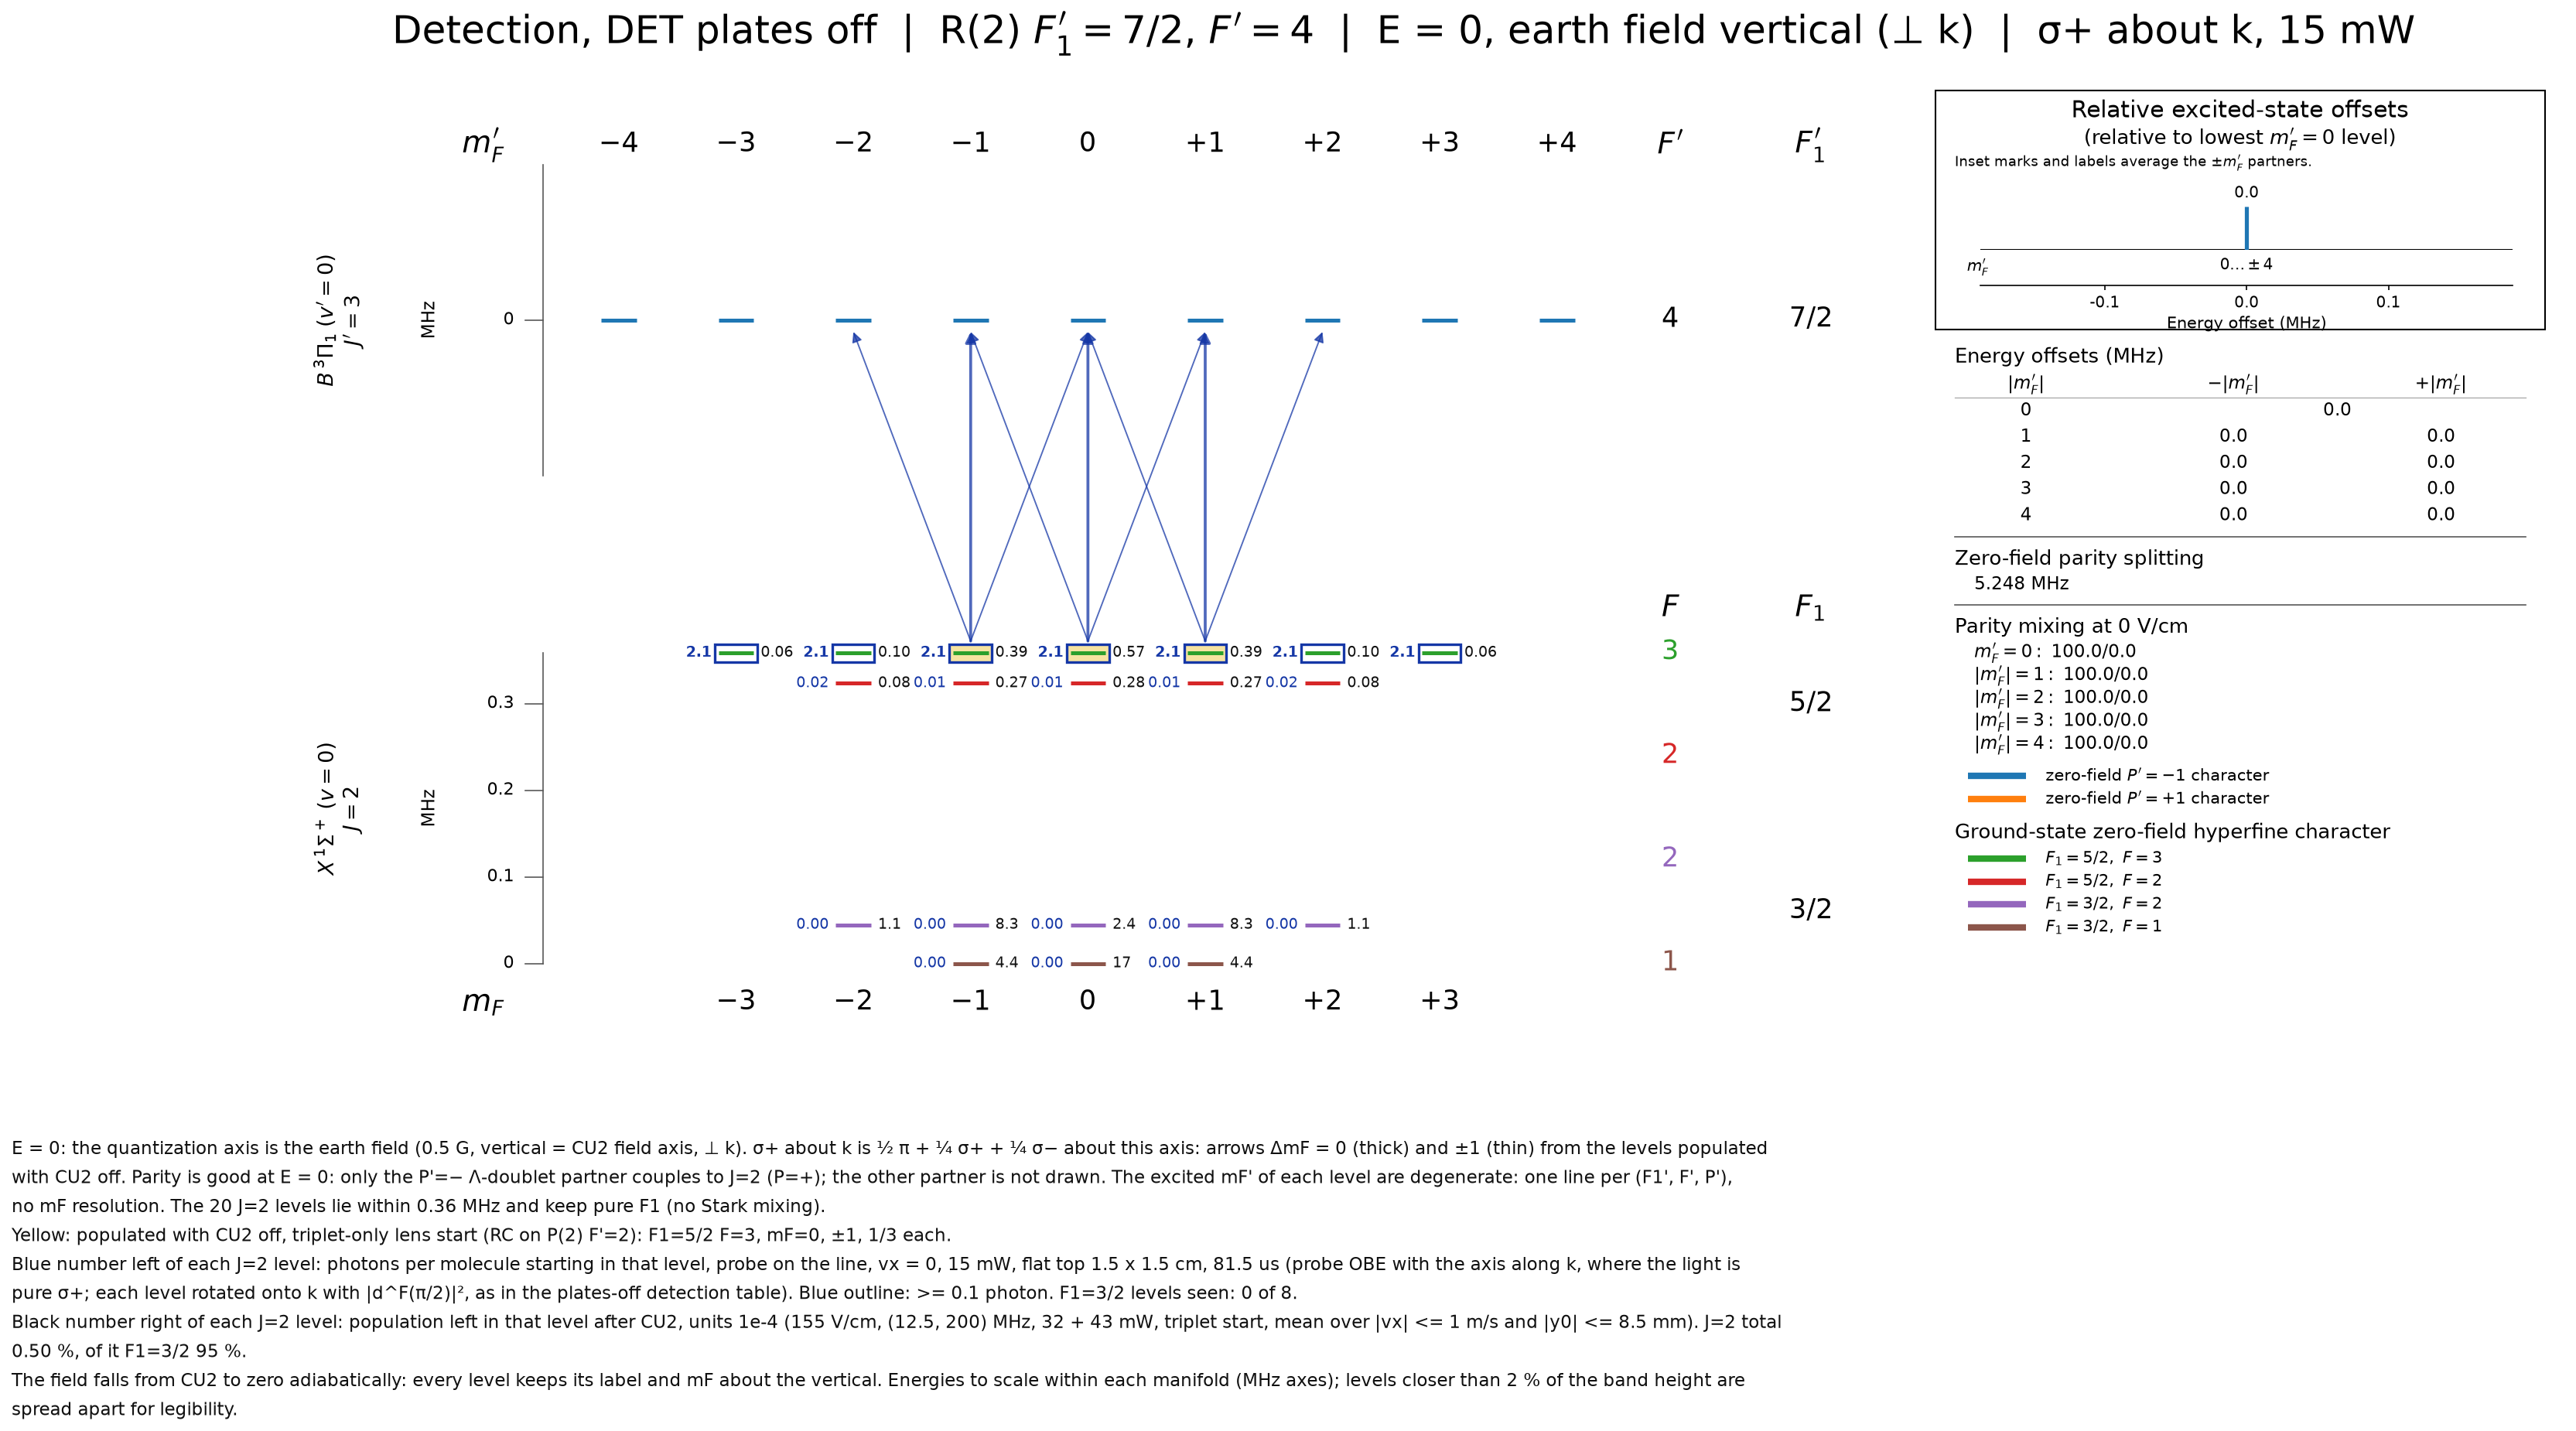 Detection, DET plates off | R(2) F′₁ = 7/2, F′ = 4 | E = 0, earth field vertical (⊥ k) | σ+ about k, 15 mW
m′_F −4 −3 −2 −1 0 +1 +2 +3 +4 F′ F′₁
B ³Π₁ (v′ = 0)
J′ = 3
MHz
0
4 7/2
F F₁
2.1 0.06 2.1 0.10 2.1 0.39 2.1 0.57 2.1 0.39 2.1 0.10 2.1 0.06 3
0.02 0.08 0.01 0.27 0.01 0.28 0.01 0.27 0.02 0.08
5/2
2
2
3/2
X ¹Σ⁺ (v = 0)
J = 2
MHz
0.3
0.2
0.1
0
0.00 1.1 0.00 8.3 0.00 2.4 0.00 8.3 0.00 1.1
0.00 4.4 0.00 17 0.00 4.4 1
m_F −3 −2 −1 0 +1 +2 +3
Relative excited-state offsets
(relative to lowest m′_F = 0 level)
Inset marks and labels average the ±m′_F partners.
0.0
m′_F 0...±4
-0.1 0.0 0.1
Energy offset (MHz)
Energy offsets (MHz)
|m′_F| −|m′_F| +|m′_F|
0 0.0
1 0.0 0.0
2 0.0 0.0
3 0.0 0.0
4 0.0 0.0
Zero-field parity splitting
5.248 MHz
Parity mixing at 0 V/cm
m′_F = 0 : 100.0/0.0
|m′_F| = 1 : 100.0/0.0
|m′_F| = 2 : 100.0/0.0
|m′_F| = 3 : 100.0/0.0
|m′_F| = 4 : 100.0/0.0
zero-field P′ = −1 character
zero-field P′ = +1 character
Ground-state zero-field hyperfine character
F₁ = 5/2, F = 3
F₁ = 5/2, F = 2
F₁ = 3/2, F = 2
F₁ = 3/2, F = 1
E = 0: the quantization axis is the earth field (0.5 G, vertical = CU2 field axis, ⊥ k). σ+ about k is ½ π + ¼ σ+ + ¼ σ− about this axis: arrows ΔmF = 0 (thick) and ±1 (thin) from the levels populated
with CU2 off. Parity is good at E = 0: only the P'=− Λ-doublet partner couples to J=2 (P=+); the other partner is not drawn. The excited mF' of each level are degenerate: one line per (F1', F', P'),
no mF resolution. The 20 J=2 levels lie within 0.36 MHz and keep pure F1 (no Stark mixing).
Yellow: populated with CU2 off, triplet-only lens start (RC on P(2) F'=2): F1=5/2 F=3, mF=0, ±1, 1/3 each.
Blue number left of each J=2 level: photons per molecule starting in that level, probe on the line, vx = 0, 15 mW, flat top 1.5 x 1.5 cm, 81.5 us (probe OBE with the axis along k, where the light is
pure σ+; each level rotated onto k with |d^F(π/2)|², as in the plates-off detection table). Blue outline: >= 0.1 photon. F1=3/2 levels seen: 0 of 8.
Black number right of each J=2 level: population left in that level after CU2, units 1e-4 (155 V/cm, (12.5, 200) MHz, 32 + 43 mW, triplet start, mean over |vx| <= 1 m/s and |y0| <= 8.5 mm). J=2 total
0.50 %, of it F1=3/2 95 %.
The field falls from CU2 to zero adiabatically: every level keeps its label and mF about the vertical. Energies to scale within each manifold (MHz axes); levels closer than 2 % of the band height are
spread apart for legibility.